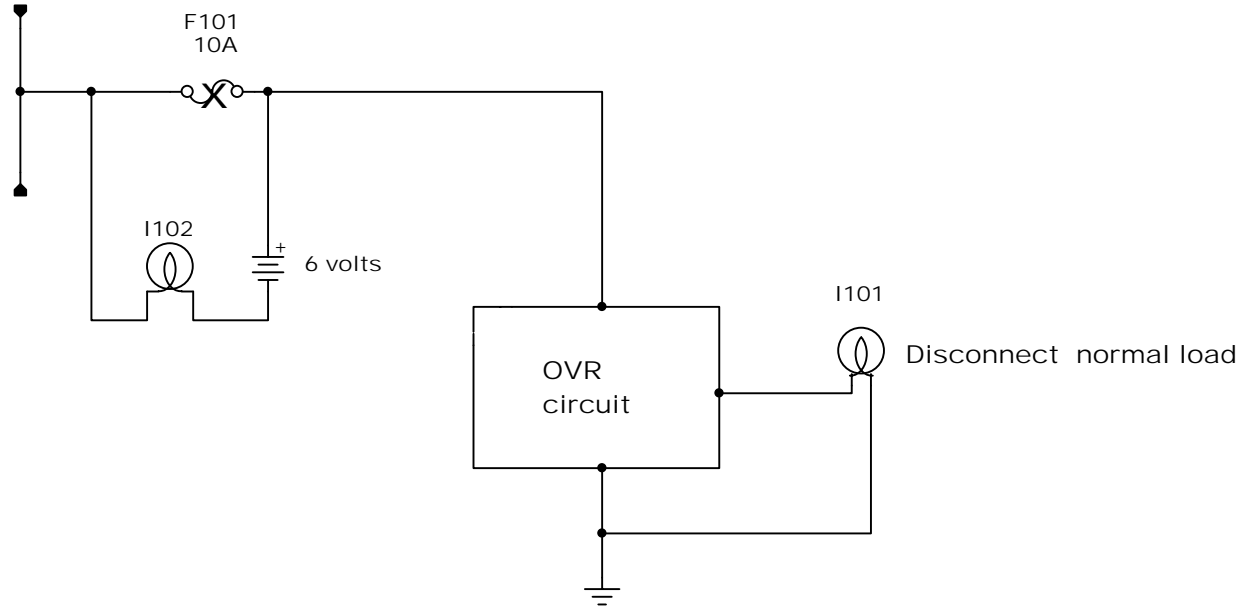 F101
10A
I102
+
6 volts
I101
Disconnect normal load
OVR
circuit